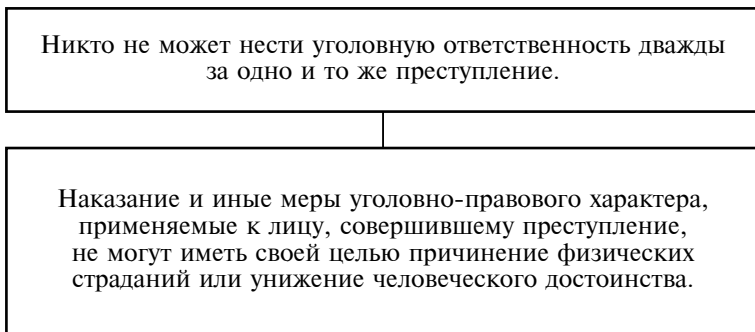 Никто не может нести уголовную ответственность дважды
за одно и то же преступление.
Наказание и иные меры уголовно-правового характера,
применяемые к лицу, совершившему преступление,
не могут иметь своей целью причинение физических
страданий или унижение человеческого достоинства.